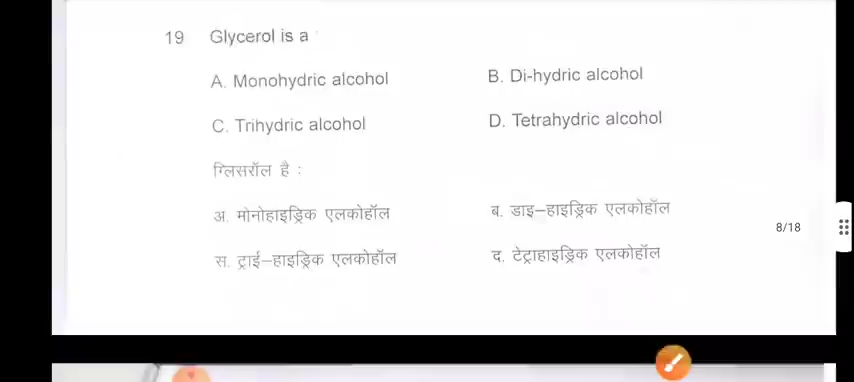 19 Glycerol is a
A. Monohydric alcohol B. Di-hydric alcohol
C. Trihydric alcohol D. Tetrahydric alcohol
ग्लिसरॉल है :
अ. मोनोहाइड्रिक एलकोहॉल ब. डाइ–हाइड्रिक एलकोहॉल
स. ट्राई–हाइड्रिक एलकोहॉल द. टेट्राहाइड्रिक एलकोहॉल
8/18